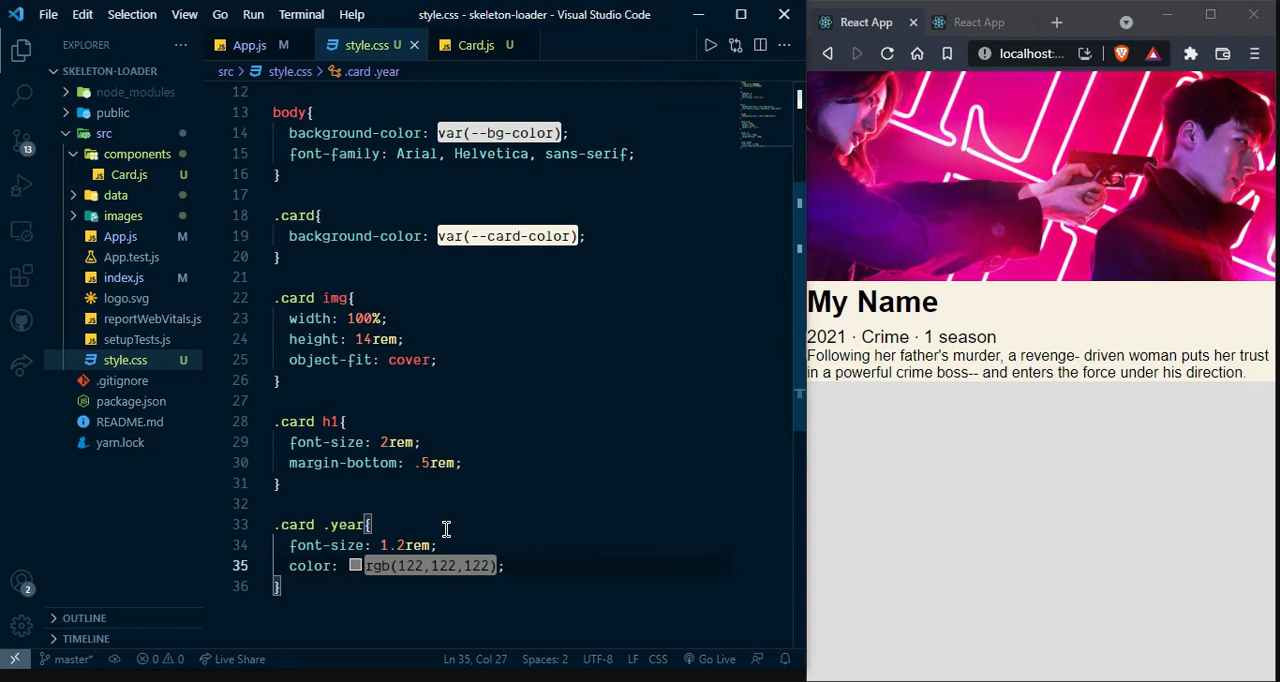 File Edit Selection View Go Run Terminal Help style.css - skeleton-loader - Visual Studio Code
EXPLORER
SKELETON-LOADER
node_modules
public
src
components
Card.js U
data
images
App.js M
App.test.js
index.js M
logo.svg
reportWebVitals.js
setupTests.js
style.css U
.gitignore
package.json
README.md
yarn.lock
OUTLINE
TIMELINE
13
2
App.js M style.css U Card.js U
src > style.css > .card .year
12
13 body{
14 background-color: var(--bg-color);
15 font-family: Arial, Helvetica, sans-serif;
16 }
17
18 .card{
19 background-color: var(--card-color);
20 }
21
22 .card img{
23 width: 100%;
24 height: 14rem;
25 object-fit: cover;
26 }
27
28 .card h1{
29 font-size: 2rem;
30 margin-bottom: .5rem;
31 }
32
33 .card .year{
34 font-size: 1.2rem;
35 color: rgb(122,122,122);
36 }
master* 0 0 Live Share Ln 35, Col 27 Spaces: 2 UTF-8 LF CSS Go Live
React App React App
localhost:...
My Name
2021 · Crime · 1 season
Following her father's murder, a revenge- driven woman puts her trust
in a powerful crime boss-- and enters the force under his direction.